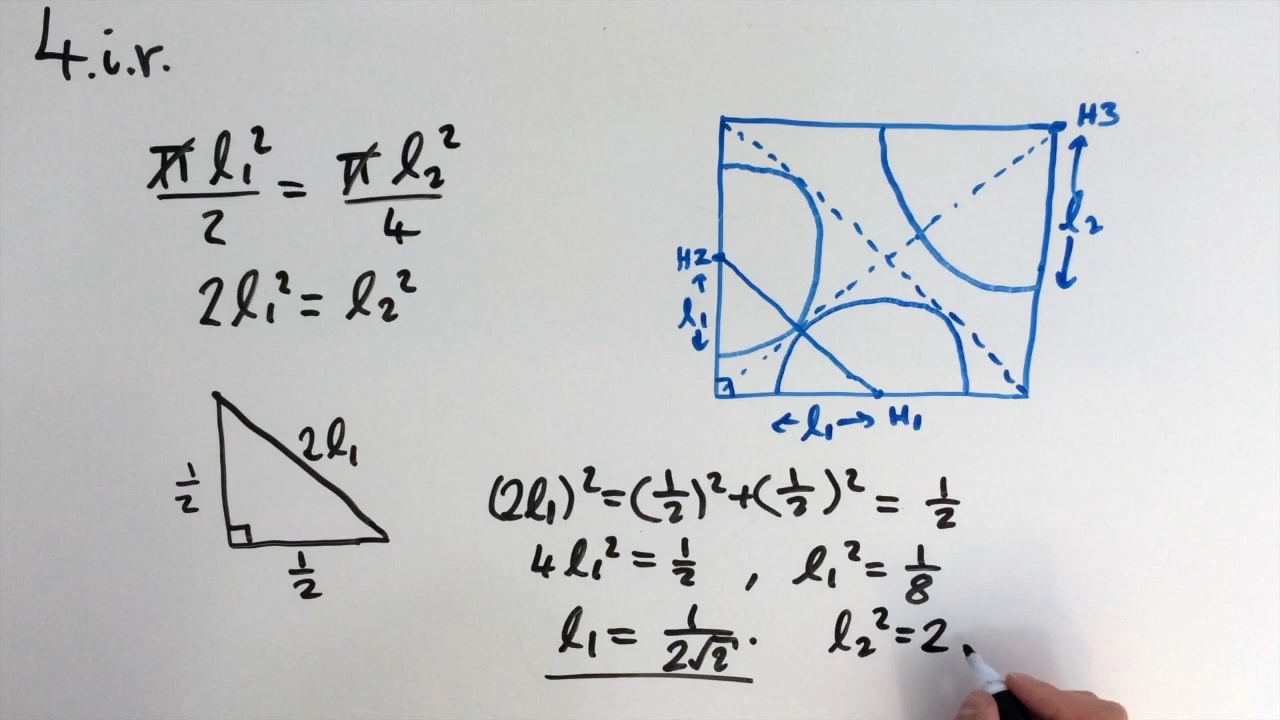 4.i.r.
π̶l₁²/2 = π̶l₂²/4
2l₁² = l₂²
H3
l₂
H2
l₁
←l₁→ H₁
2l₁
1/2
1/2
(2l₁)² = (1/2)² + (1/2)² = 1/2
4l₁² = 1/2 , l₁² = 1/8
l₁ = 1/2√2 . l₂² = 2